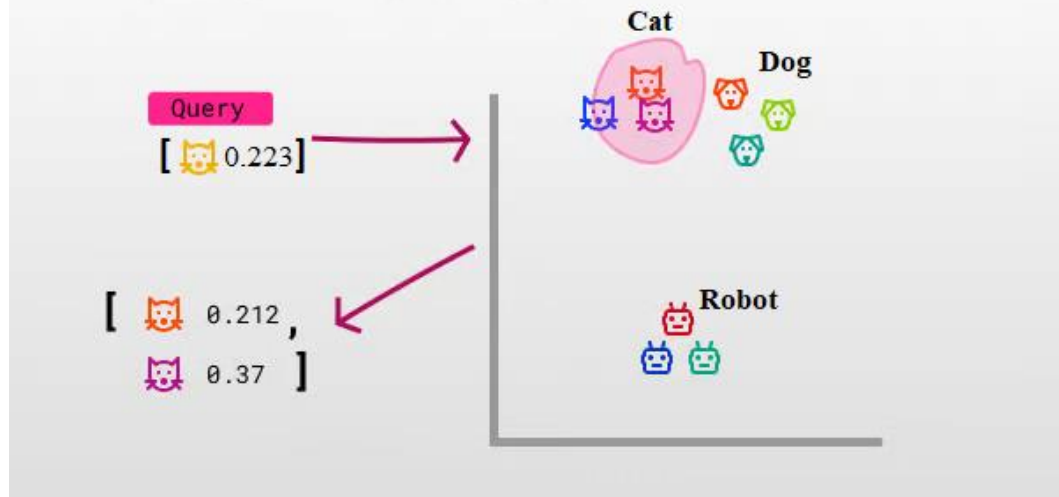 Cat
Dog
Query
[ 0.223]
[ 0.212 ,
0.37 ]
Robot